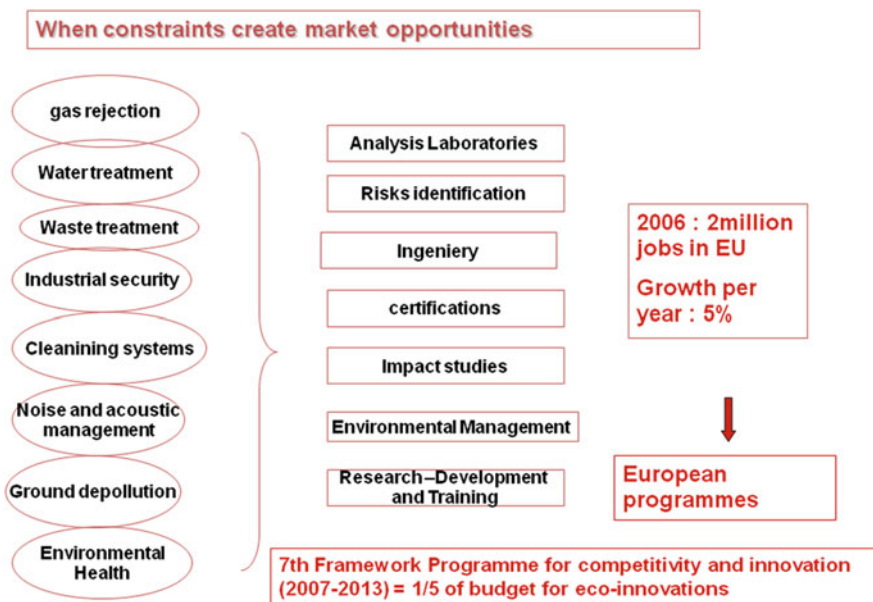 When constraints create market opportunities
gas rejection
Water treatment
Waste treatment
Industrial security
Cleanining systems
Noise and acoustic
management
Ground depollution
Environmental
Health
Analysis Laboratories
Risks identification
Ingeniery
certifications
Impact studies
Environmental Management
Research–Development
and Training
2006 : 2million
jobs in EU
Growth per
year : 5%
European
programmes
7th Framework Programme for competitivity and innovation
(2007-2013) = 1/5 of budget for eco-innovations